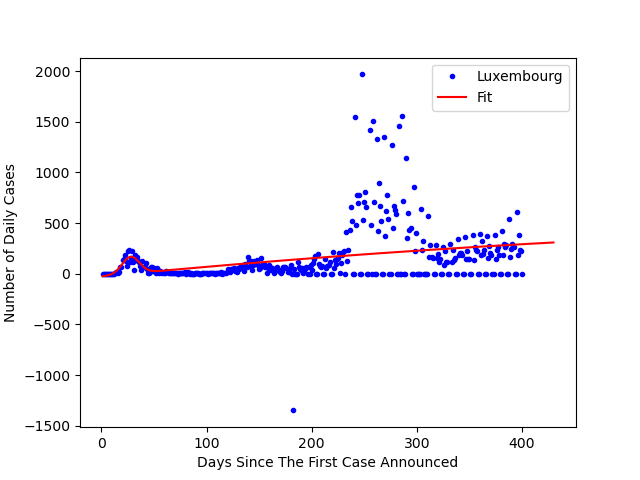 Luxembourg
Fit
2000
1500
1000
500
0
−500
−1000
−1500
0 100 200 300 400
Number of Daily Cases
Days Since The First Case Announced